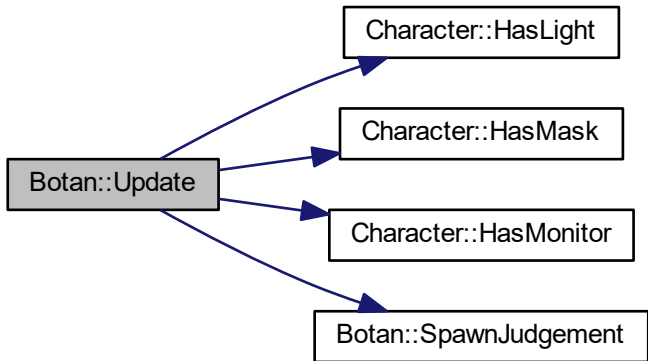 Character::HasLight
Character::HasMask
Botan::Update
Character::HasMonitor
Botan::SpawnJudgement